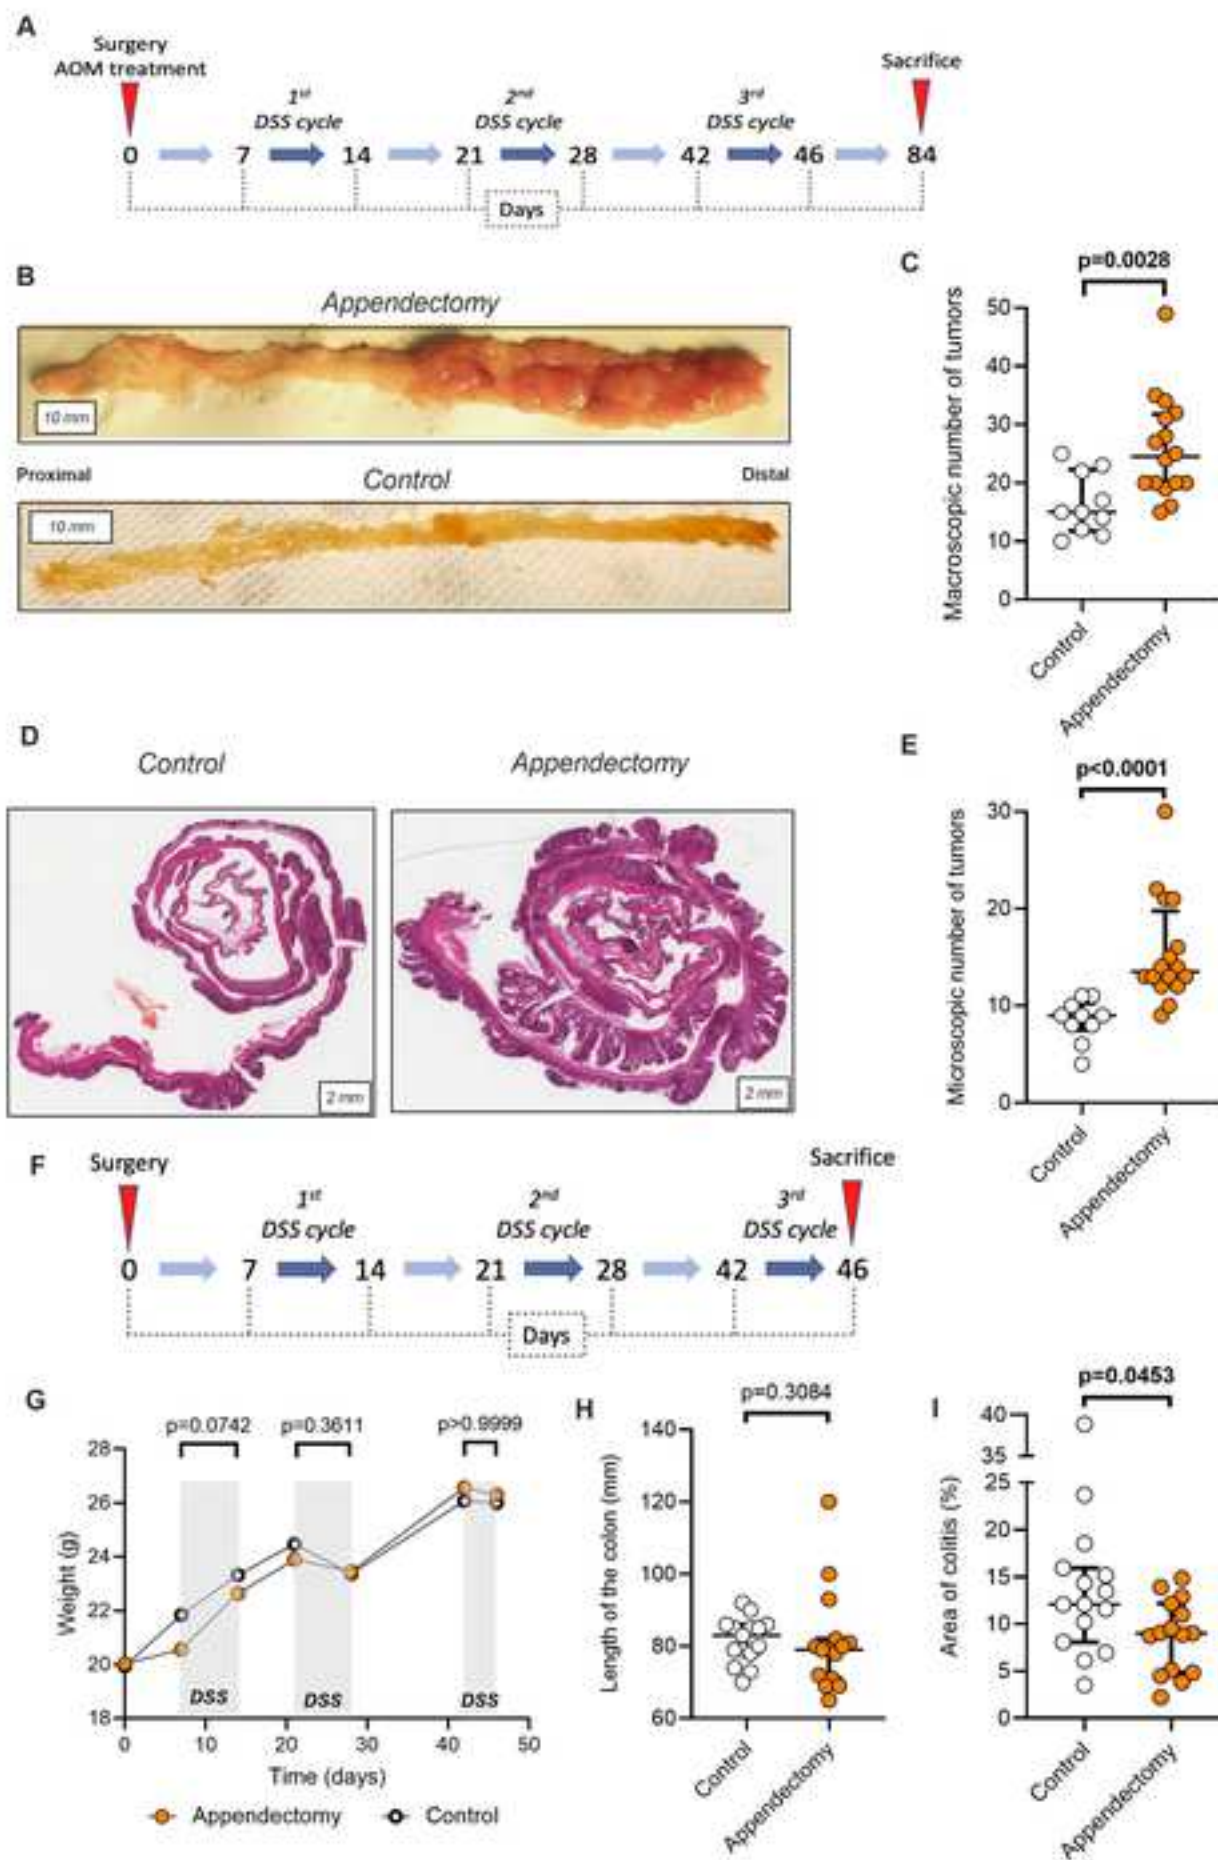 A
Surgery
AOM treatment
Sacrifice
1st
DSS cycle
2nd
DSS cycle
3rd
DSS cycle
0 7 14 21 28 42 46 84
Days
B
Appendectomy
10 mm
Proximal
Control
Distal
10 mm
C
p=0.0028
Macroscopic number of tumors
50
40
30
20
10
0
Control
Appendectomy
D
Control
Appendectomy
2 mm
2 mm
E
p<0.0001
Microscopic number of tumors
30
20
10
0
Control
Appendectomy
F
Surgery
Sacrifice
1st
DSS cycle
2nd
DSS cycle
3rd
DSS cycle
0 7 14 21 28 42 46
Days
G
p=0.0742 p=0.3611 p>0.9999
Weight (g)
28
26
24
22
20
18
DSS DSS DSS
0 10 20 30 40 50
Time (days)
Appendectomy Control
H
p=0.3084
Length of the colon (mm)
140
120
100
80
60
Control
Appendectomy
I
p=0.0453
Area of colitis (%)
40
35
25
20
15
10
5
0
Control
Appendectomy